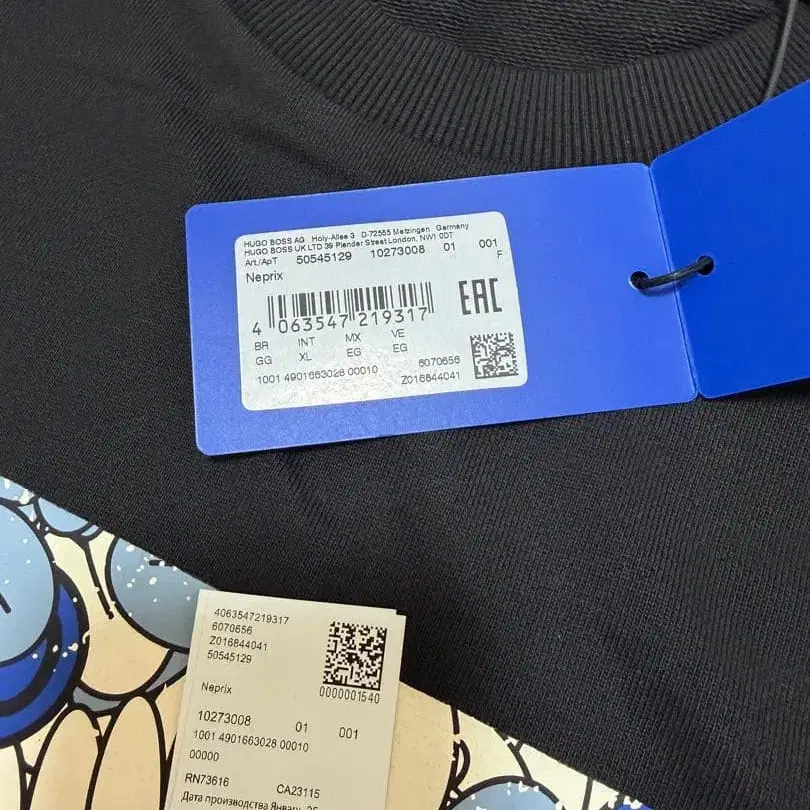 HUGO BOSS AG Holy-Allee 3 D-72555 Metzingen Germany
HUGO BOSS UK LTD 39 Plender Street London, NW1 0DT
Art./АрТ 50545129 10273008 01 001
Neprix F
4 063547 219317
EAC
BR INT MX VE
GG XL EG EG
6070656
1001 4901663028 00010 Z016844041
4063547219317
6070656
Z016844041
50545129
0000001540
Neprix
10273008 01 001
1001 4901663028 00010
00000
RN73616 CA23115
Дата производства Январь